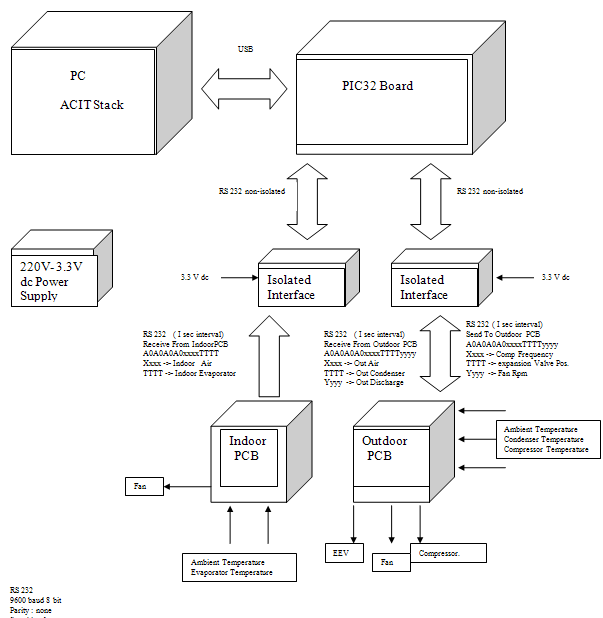 USB
PC
ACIT Stack
PIC32 Board
RS 232 non-isolated
RS 232 non-isolated
220V- 3.3V
dc Power
Supply
3.3 V dc
Isolated
Interface
Isolated
Interface
3.3 V dc
RS 232 ( I sec interval)
Receive From IndoorPCB
A0A0A0A0xxxxTTTT
Xxxx -> Indoor Air
TTTT -> Indoor Evaporator
RS 232 ( I sec interval)
Receive From Outdoor PCB
A0A0A0A0xxxxTTTTyyyy
Xxxx -> Out Air
TTTT -> Out Condenser
Yyyy -> Out Discharge
RS 232 ( I sec interval)
Send To Outdoor PCB
A0A0A0A0xxxxTTTTyyyy
Xxxx -> Comp Frequency
TTTT -> expansion Valve Pos.
Yyyy -> Fan Rpm
Indoor
PCB
Outdoor
PCB
Ambient Temperature
Condenser Temperature
Compressor Temperature
Fan
EEV
Fan
Compressor.
Ambient Temperature
Evaporator Temperature
RS 232
9600 baud 8 bit
Parity : none